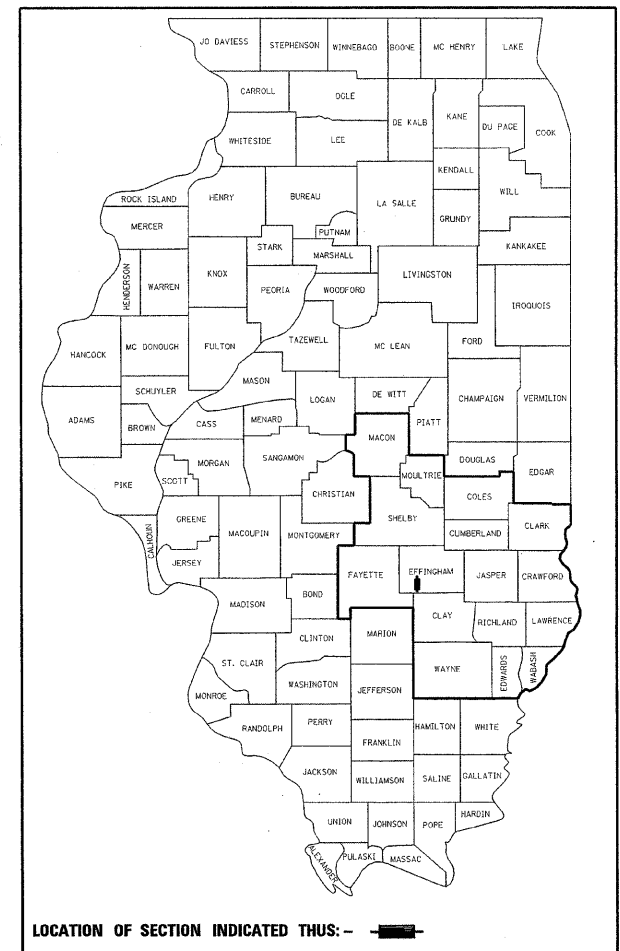 JO DAVIESS STEPHENSON WINNEBAGO BOONE MC HENRY LAKE
CARROLL OGLE
DE KALB KANE DU PAGE COOK
WHITESIDE LEE
KENDALL
WILL
ROCK ISLAND HENRY BUREAU LA SALLE
GRUNDY
MERCER PUTNAM
STARK MARSHALL KANKAKEE
HENDERSON WARREN KNOX PEORIA WOODFORD LIVINGSTON
IROQUOIS
HANCOCK MC DONOUGH FULTON TAZEWELL MC LEAN FORD
MASON
SCHUYLER LOGAN DE WITT CHAMPAIGN VERMILION
ADAMS BROWN CASS MENARD PIATT
MACON
SANGAMON DOUGLAS
MORGAN MOULTRIE EDGAR
PIKE SCOTT CHRISTIAN
COLES
SHELBY
GREENE CLARK
CALHOUN MACOUPIN MONTGOMERY CUMBERLAND
JERSEY
FAYETTE EFFINGHAM JASPER CRAWFORD
BOND
MADISON
CLAY RICHLAND LAWRENCE
CLINTON MARION
ST. CLAIR WAYNE EDWARDS WABASH
WASHINGTON JEFFERSON
MONROE
RANDOLPH PERRY HAMILTON WHITE
FRANKLIN
JACKSON WILLIAMSON SALINE GALLATIN
HARDIN
UNION JOHNSON POPE
ALEXANDER PULASKI MASSAC
LOCATION OF SECTION INDICATED THUS: -